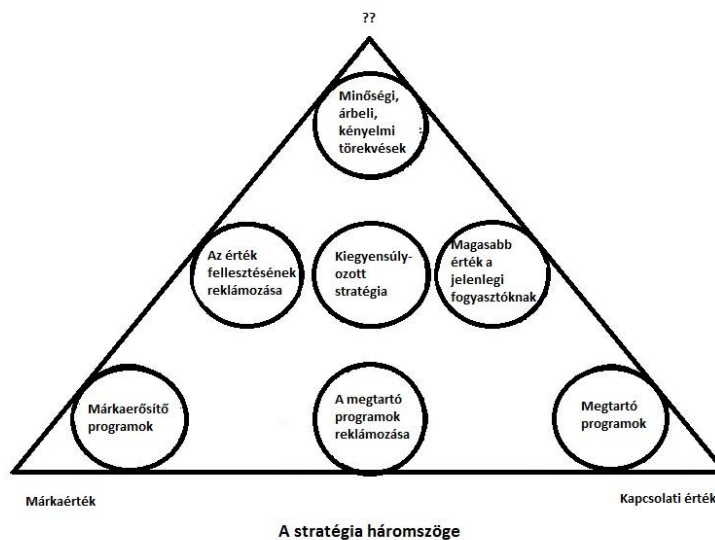 ??
Minőségi,
árbeli,
kényelmi
törekvések
Az érték
fellesztésének
reklámozása
Kiegyensúly-
ozott
stratégia
Magasabb
érték a
jelenlegi
fogyasztóknak
Márkaerősítő
programok
A megtartó
programok
reklámozása
Megtartó
programok
Márkaérték
Kapcsolati érték
A stratégia háromszöge